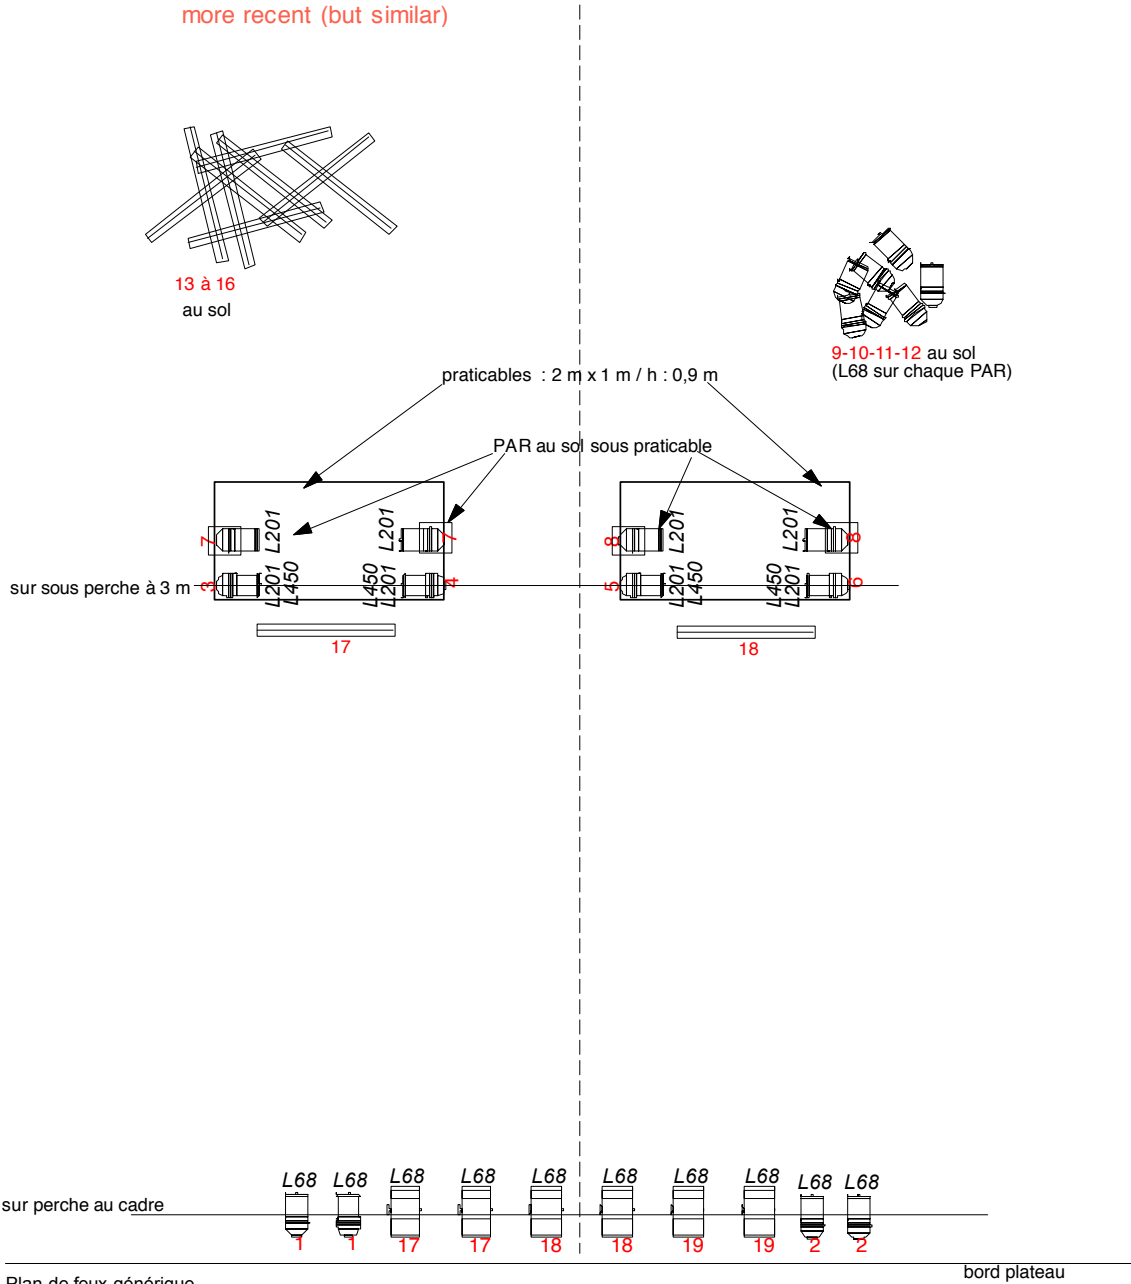 more recent (but similar)
13 à 16
au sol
9-10-11-12 au sol
(L68 sur chaque PAR)
praticables : 2 m x 1 m / h : 0,9 m
PAR au sol sous praticable
7
L201
L201
7
8
L201
L201
8
sur sous perche à 3 m
3
L201
L450
L450
L201
4
5
L201
L450
L450
L201
6
17
18
L68 L68 L68 L68 L68 L68 L68 L68 L68 L68
sur perche au cadre
1 1 17 17 18 18 19 19 2 2
bord plateau
Plan de feux générique